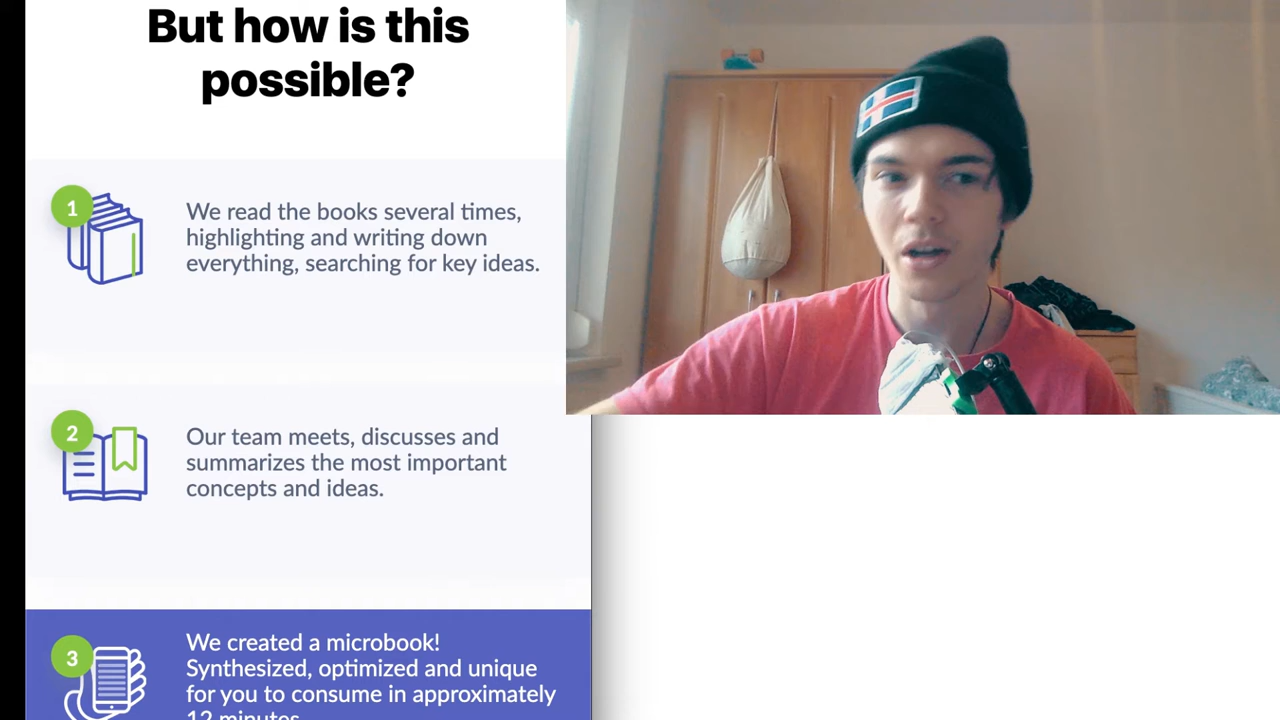 But how is this
possible?
1
We read the books several times,
highlighting and writing down
everything, searching for key ideas.
2
Our team meets, discusses and
summarizes the most important
concepts and ideas.
3
We created a microbook!
Synthesized, optimized and unique
for you to consume in approximately
12 minutes